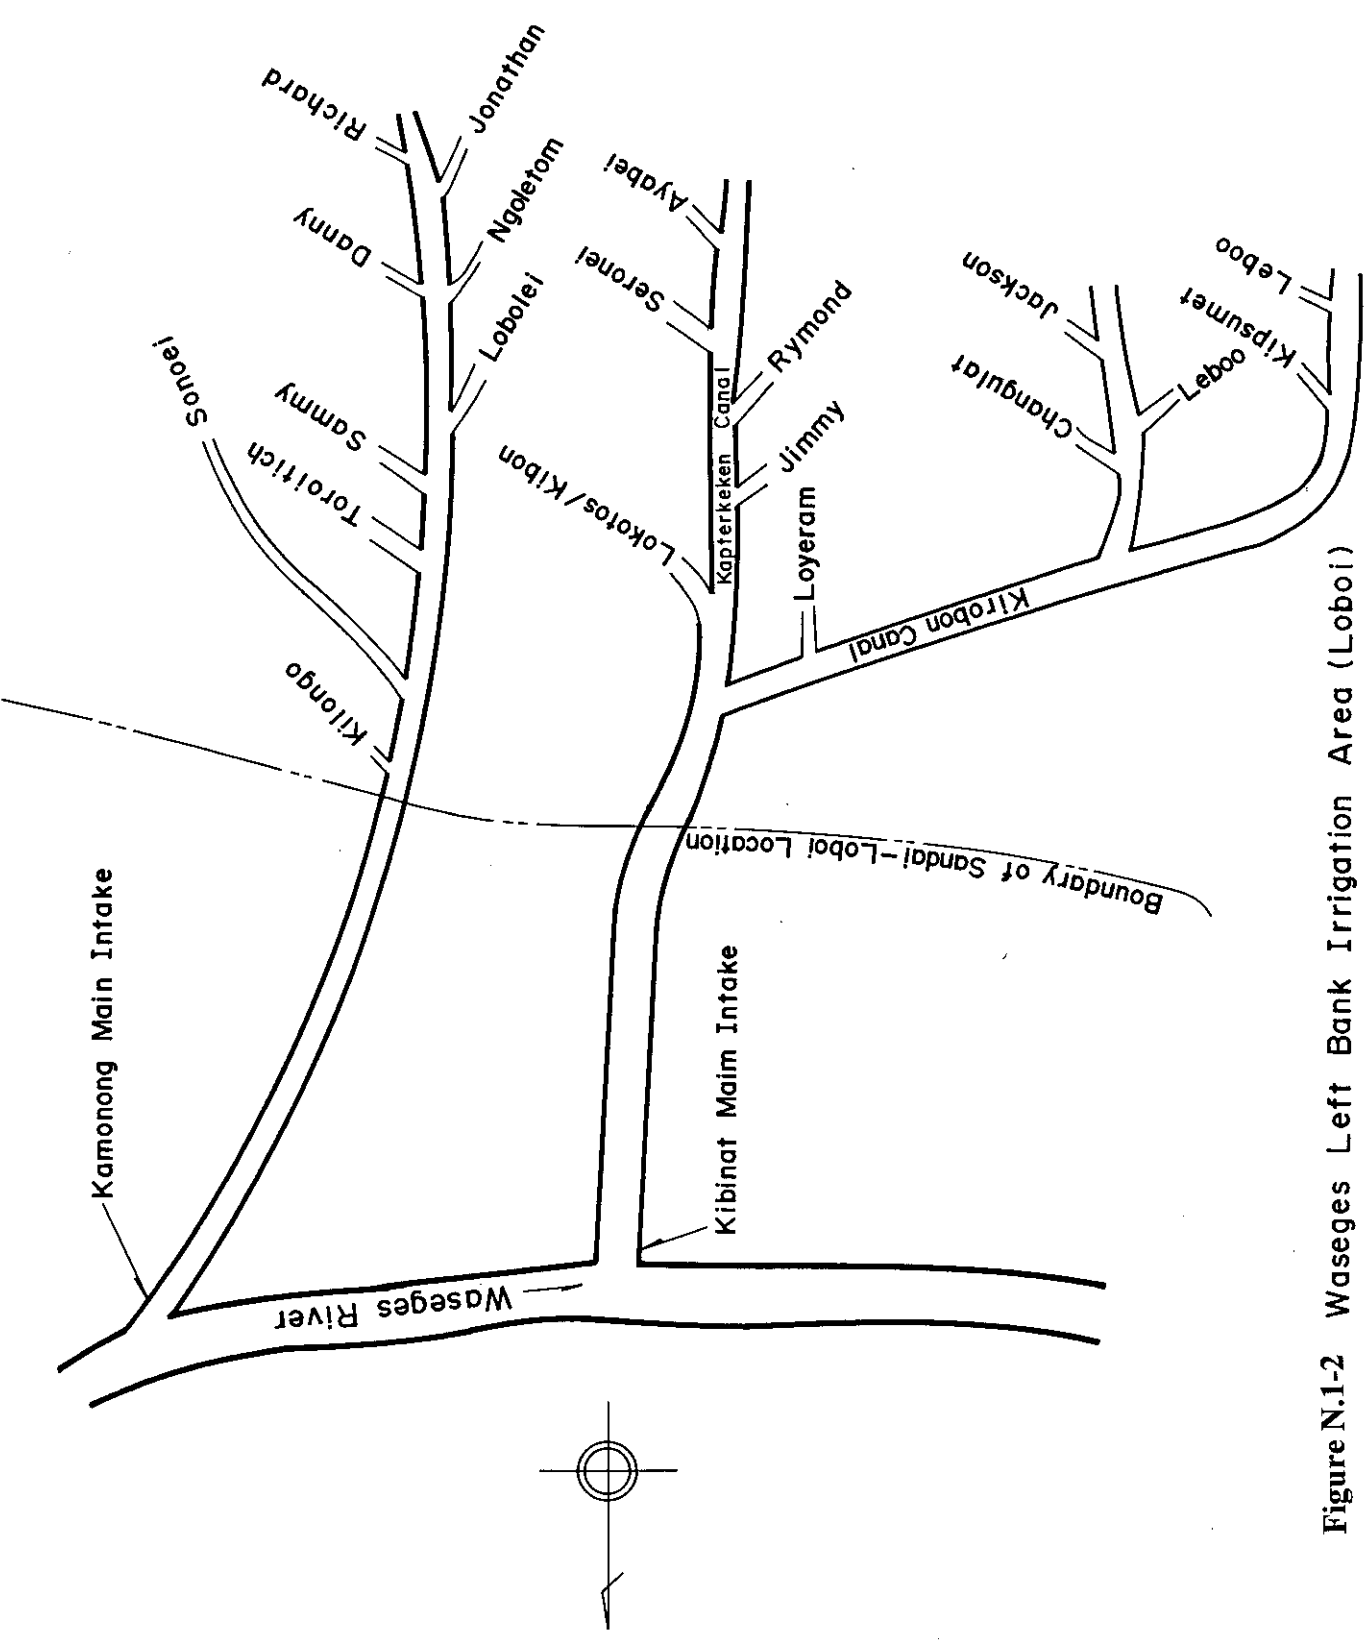 Kamonong Main Intake
Kilongo
Sonoei
Toroitich
Sammy
Danny
Richard
Jonathan
Ngoletom
Lobolei
Waseges River
Kibinat Maim Intake
Boundary of Sandai-Loboi Location
Lokotos/Kibon
Kapterkeken Canal
Seronei
Ayabei
Rymond
Jimmy
Loyeram
Kirobon Canal
Changulat
Jackson
Leboo
Kipsumet
Leboo
Figure N.1-2 Waseges Left Bank Irrigation Area (Loboi)